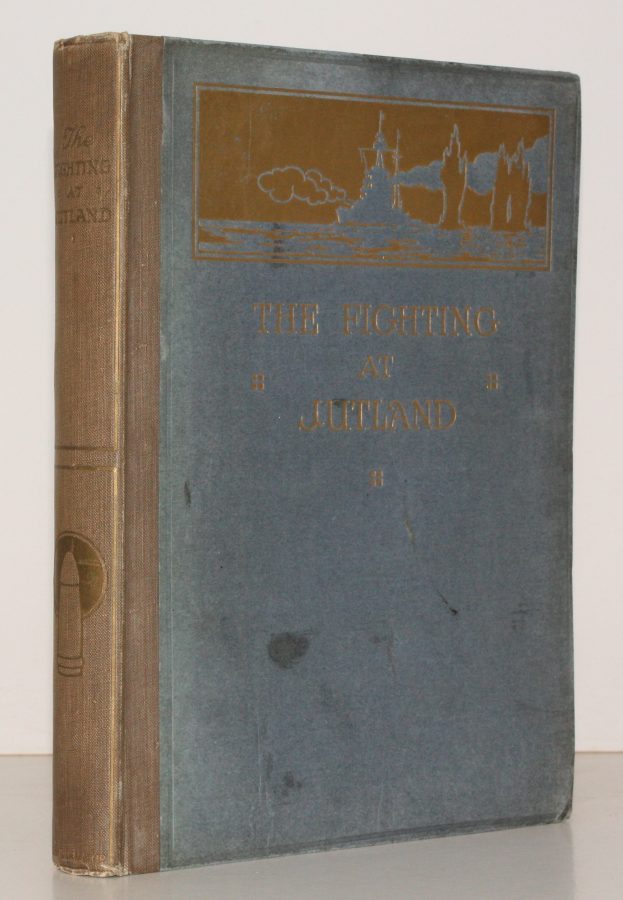 The
FIGHTING
AT
JUTLAND
THE FIGHTING
AT
JUTLAND